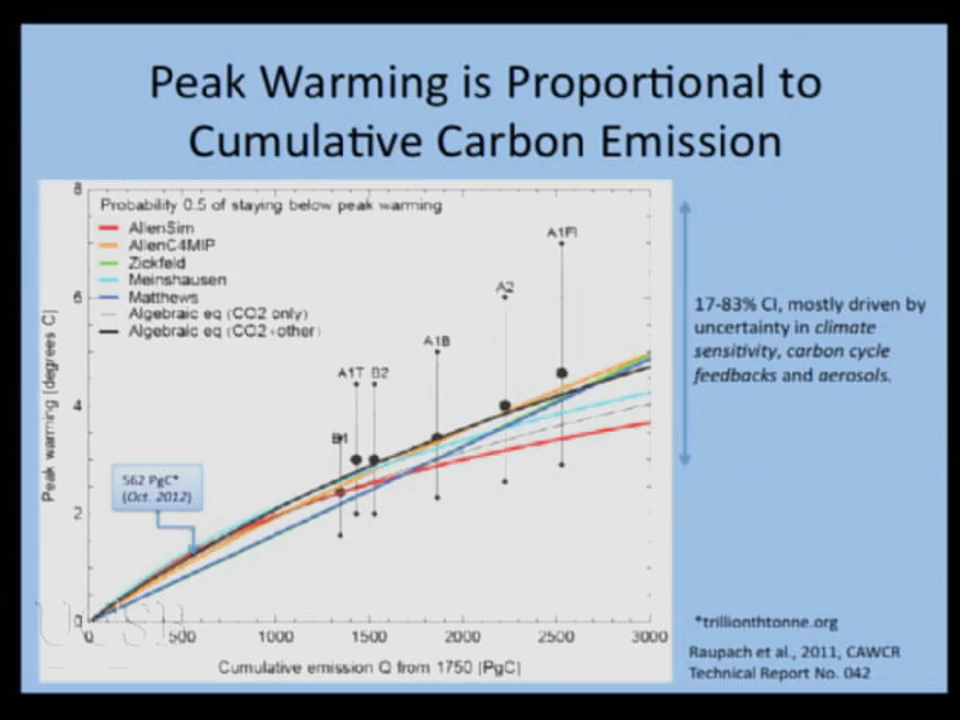 Peak Warming is Proportional to
Cumulative Carbon Emission
Probability 0.5 of staying below peak warming
AllenSim
AllenC4MIP
Zickfeld
Meinshausen
Matthews
Algebraic eq (CO2 only)
Algebraic eq (CO2+other)
8
6
4
2
0
Peak warming [degrees C]
B1
A1T
B2
A1B
A2
A1FI
562 PgC*
(Oct. 2012)
0
500
1000
1500
2000
2500
3000
Cumulative emission Q from 1750 [PgC]
17-83% CI, mostly driven by
uncertainty in climate
sensitivity, carbon cycle
feedbacks and aerosols.
*trillionthtonne.org
Raupach et al., 2011, CAWCR
Technical Report No. 042